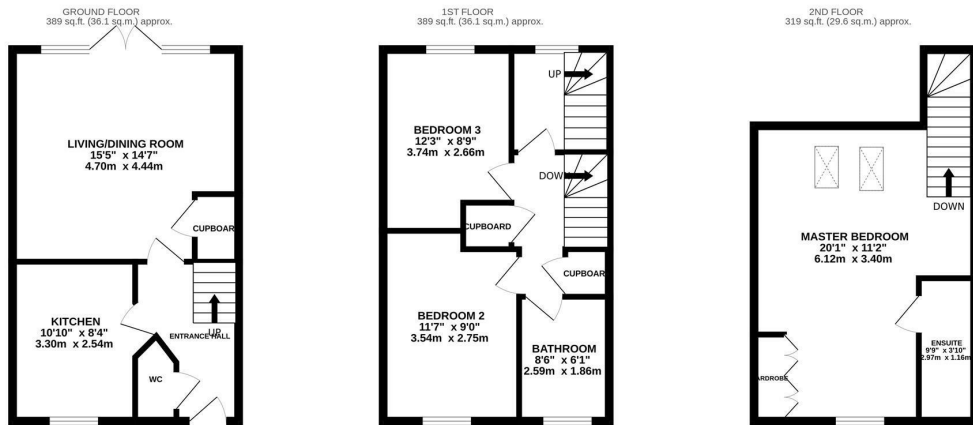 GROUND FLOOR
389 sq.ft. (36.1 sq.m.) approx.
LIVING/DINING ROOM
15'5" x 14'7"
4.70m x 4.44m
CUPBOAR
KITCHEN
10'10" x 8'4"
3.30m x 2.54m
UP
ENTRANCE HALL
WC
1ST FLOOR
389 sq.ft. (36.1 sq.m.) approx.
UP
BEDROOM 3
12'3" x 8'9"
3.74m x 2.66m
DOWN
CUPBOARD
CUPBOAR
BEDROOM 2
11'7" x 9'0"
3.54m x 2.75m
BATHROOM
8'6" x 6'1"
2.59m x 1.86m
2ND FLOOR
319 sq.ft. (29.6 sq.m.) approx.
DOWN
MASTER BEDROOM
20'1" x 11'2"
6.12m x 3.40m
ENSUITE
9'9" x 3'10"
2.97m x 1.16m
ARDROBE